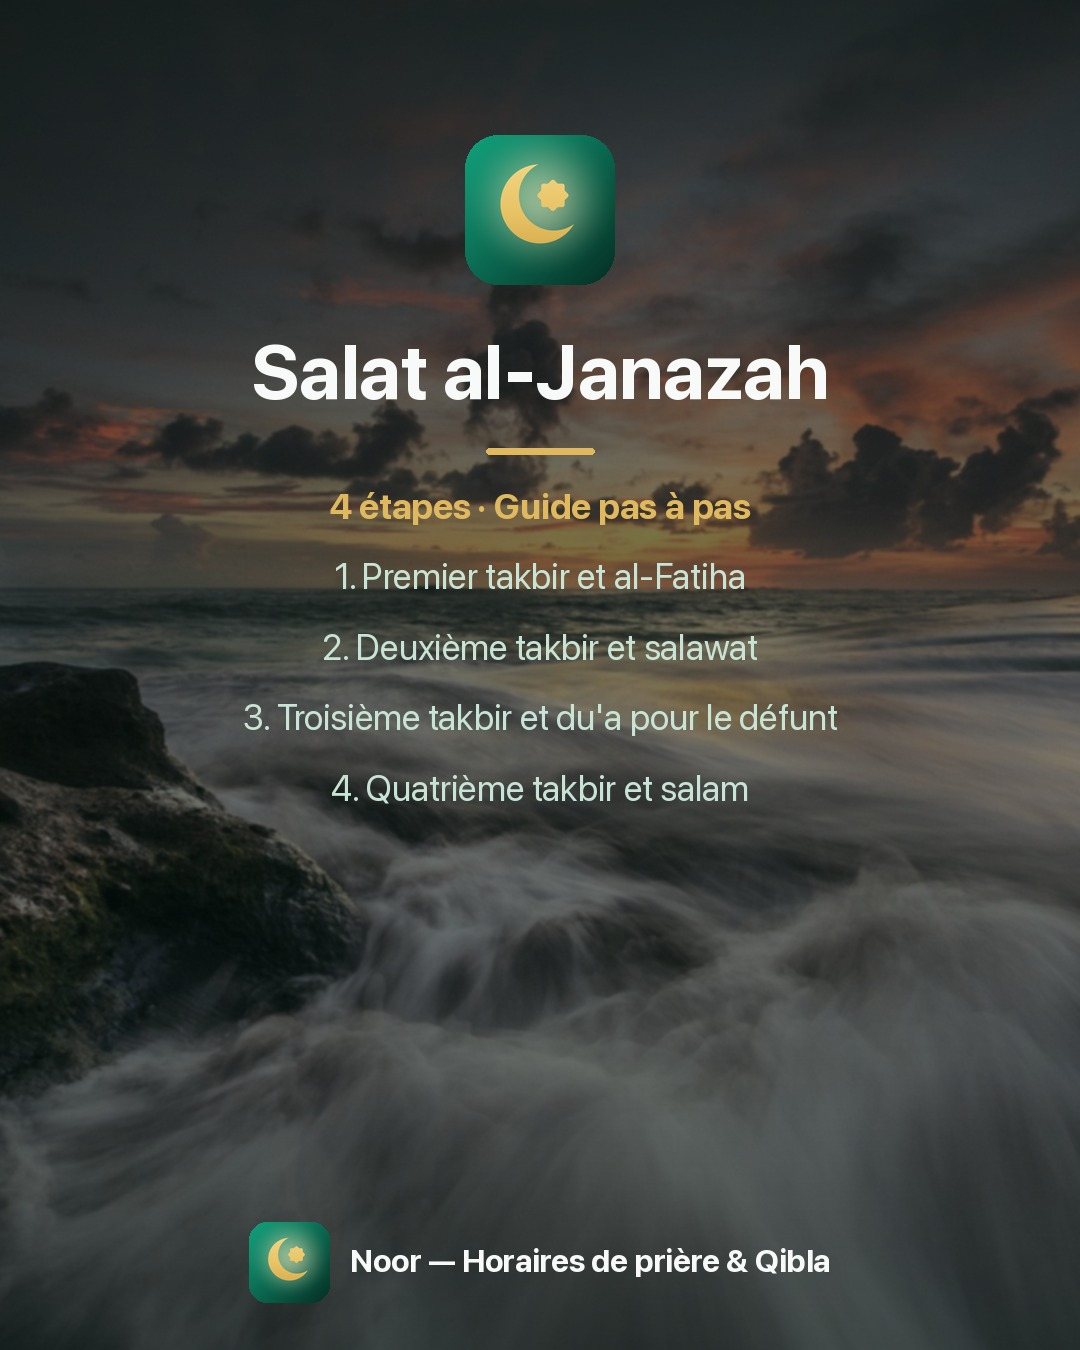 Salat al-Janazah
4 étapes · Guide pas à pas
1. Premier takbir et al-Fatiha
2. Deuxième takbir et salawat
3. Troisième takbir et du'a pour le défunt
4. Quatrième takbir et salam
Noor — Horaires de prière & Qibla